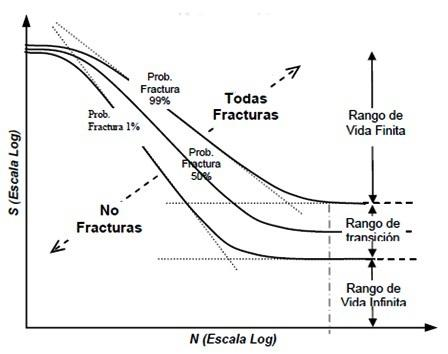 Prob.
Fractura
99%
Todas
Fracturas
Prob.
Fractura 1%
Prob.
Fractura
50%
No
Fracturas
Rango de
Vida Finita
Rango de
transición
Rango de
Vida Infinita
S (Escala Log)
N (Escala Log)